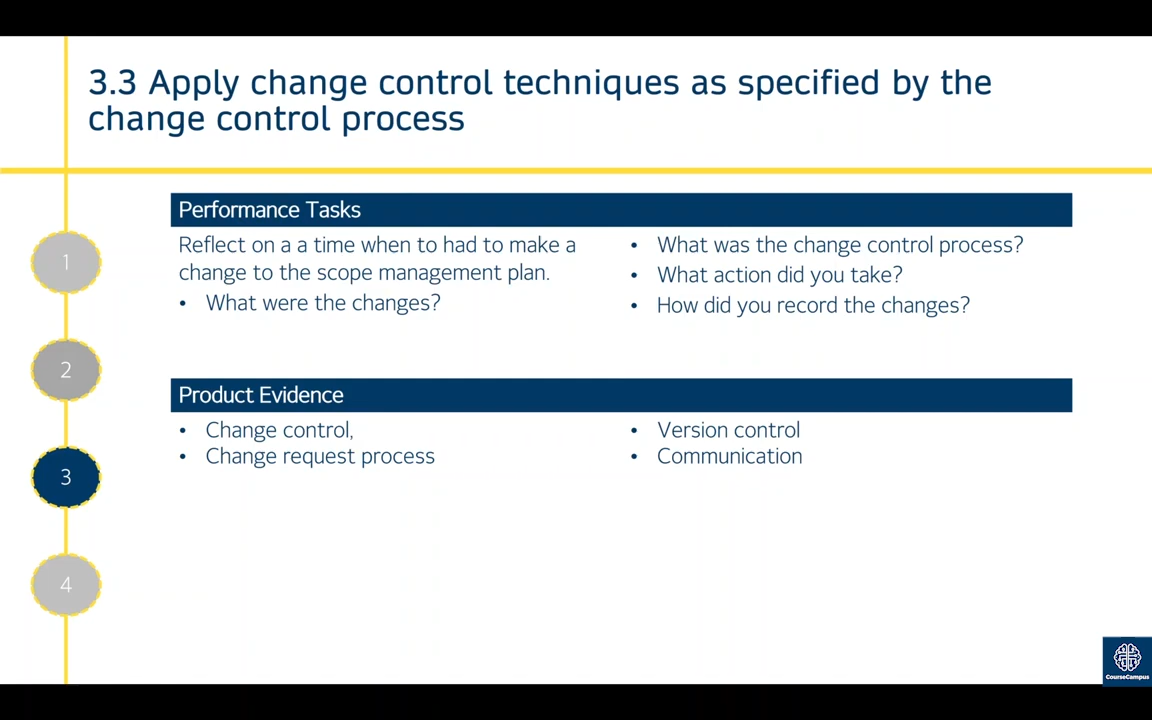 3.3 Apply change control techniques as specified by the
change control process
Performance Tasks
Reflect on a a time when to had to make a
change to the scope management plan.
• What were the changes?
• What was the change control process?
• What action did you take?
• How did you record the changes?
Product Evidence
• Change control,
• Change request process
• Version control
• Communication
1
2
3
4
CourseCampus